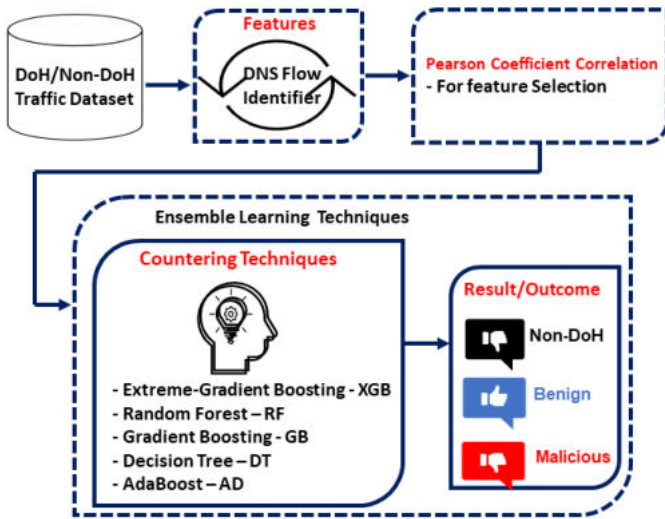 DoH/Non-DoH
Traffic Dataset
Features
DNS Flow
Identifier
Pearson Coefficient Correlation
- For feature Selection
Ensemble Learning Techniques
Countering Techniques
- Extreme-Gradient Boosting - XGB
- Random Forest – RF
- Gradient Boosting - GB
- Decision Tree – DT
- AdaBoost – AD
Result/Outcome
Non-DoH
Benign
Malicious